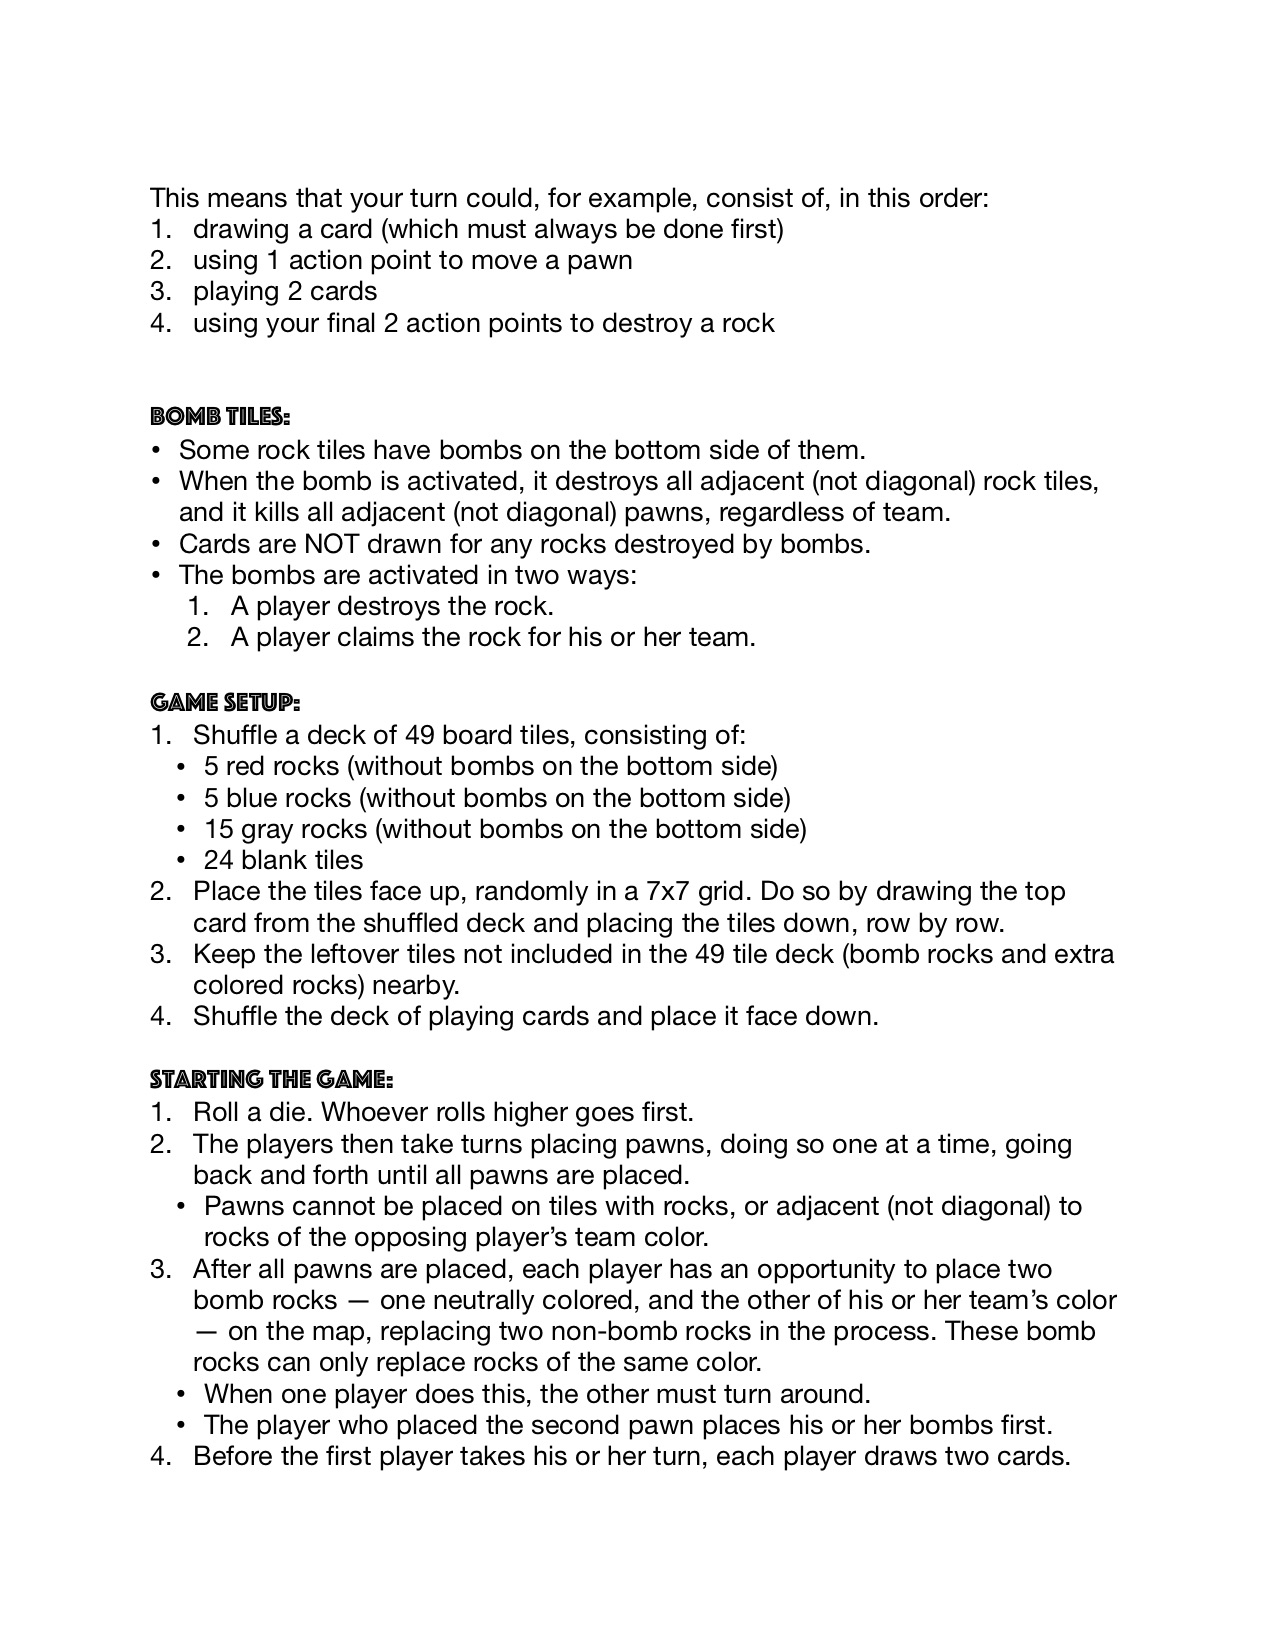 This means that your turn could, for example, consist of, in this order:
1. drawing a card (which must always be done first)
2. using 1 action point to move a pawn
3. playing 2 cards
4. using your final 2 action points to destroy a rock
BOMB TILES:
• Some rock tiles have bombs on the bottom side of them.
• When the bomb is activated, it destroys all adjacent (not diagonal) rock tiles,
and it kills all adjacent (not diagonal) pawns, regardless of team.
• Cards are NOT drawn for any rocks destroyed by bombs.
• The bombs are activated in two ways:
1. A player destroys the rock.
2. A player claims the rock for his or her team.
GAME SETUP:
1. Shuffle a deck of 49 board tiles, consisting of:
• 5 red rocks (without bombs on the bottom side)
• 5 blue rocks (without bombs on the bottom side)
• 15 gray rocks (without bombs on the bottom side)
• 24 blank tiles
2. Place the tiles face up, randomly in a 7x7 grid. Do so by drawing the top
card from the shuffled deck and placing the tiles down, row by row.
3. Keep the leftover tiles not included in the 49 tile deck (bomb rocks and extra
colored rocks) nearby.
4. Shuffle the deck of playing cards and place it face down.
STARTING THE GAME:
1. Roll a die. Whoever rolls higher goes first.
2. The players then take turns placing pawns, doing so one at a time, going
back and forth until all pawns are placed.
• Pawns cannot be placed on tiles with rocks, or adjacent (not diagonal) to
rocks of the opposing player’s team color.
3. After all pawns are placed, each player has an opportunity to place two
bomb rocks — one neutrally colored, and the other of his or her team’s color
— on the map, replacing two non-bomb rocks in the process. These bomb
rocks can only replace rocks of the same color.
• When one player does this, the other must turn around.
• The player who placed the second pawn places his or her bombs first.
4. Before the first player takes his or her turn, each player draws two cards.